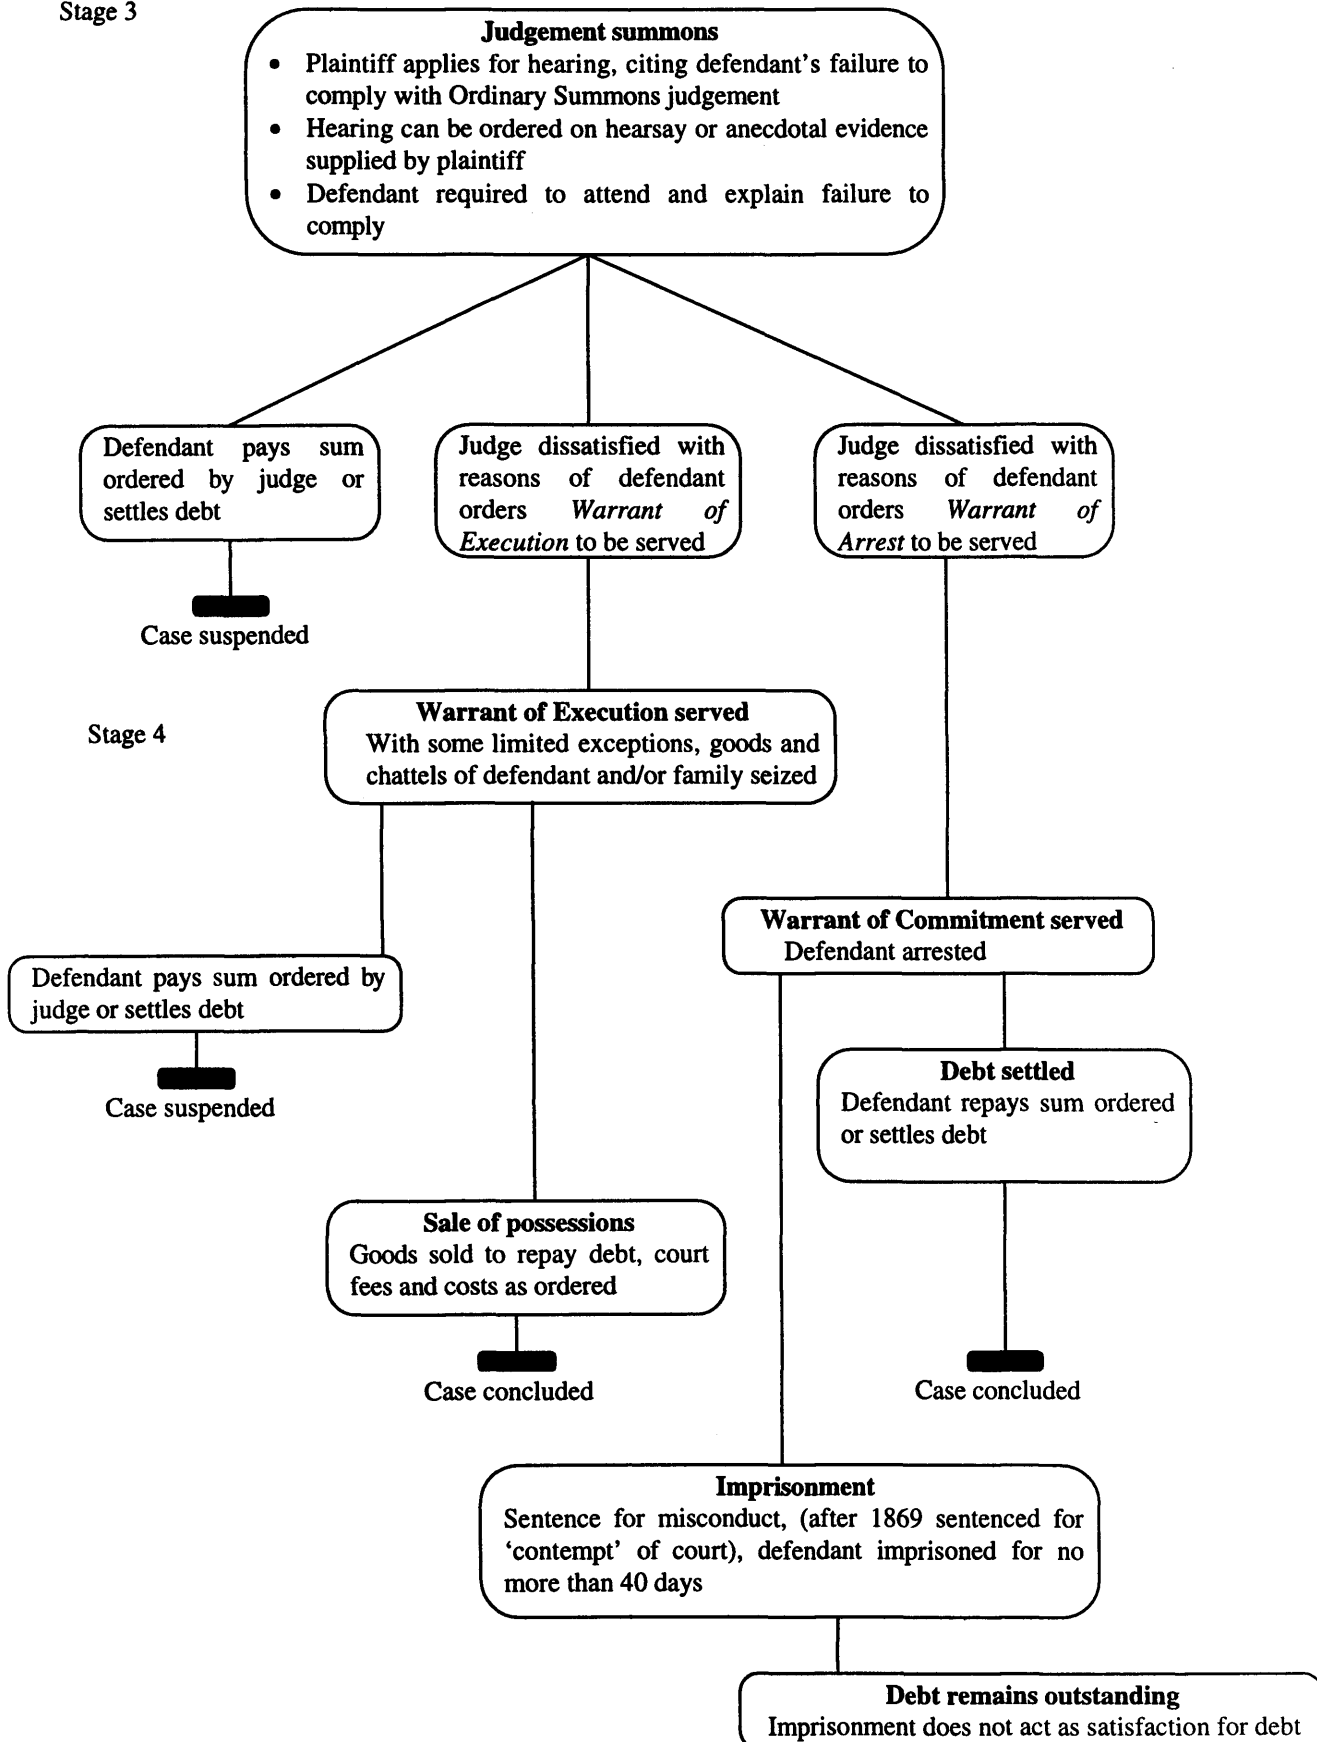 Stage 3
Judgement summons
• Plaintiff applies for hearing, citing defendant's failure to
comply with Ordinary Summons judgement
• Hearing can be ordered on hearsay or anecdotal evidence
supplied by plaintiff
• Defendant required to attend and explain failure to
comply
Defendant pays sum
ordered by judge or
settles debt
Case suspended
Judge dissatisfied with
reasons of defendant
orders Warrant of
Execution to be served
Judge dissatisfied with
reasons of defendant
orders Warrant of
Arrest to be served
Stage 4
Warrant of Execution served
With some limited exceptions, goods and
chattels of defendant and/or family seized
Warrant of Commitment served
Defendant arrested
Defendant pays sum ordered by
judge or settles debt
Case suspended
Debt settled
Defendant repays sum ordered
or settles debt
Sale of possessions
Goods sold to repay debt, court
fees and costs as ordered
Case concluded
Case concluded
Imprisonment
Sentence for misconduct, (after 1869 sentenced for
‘contempt’ of court), defendant imprisoned for no
more than 40 days
Debt remains outstanding
Imprisonment does not act as satisfaction for debt